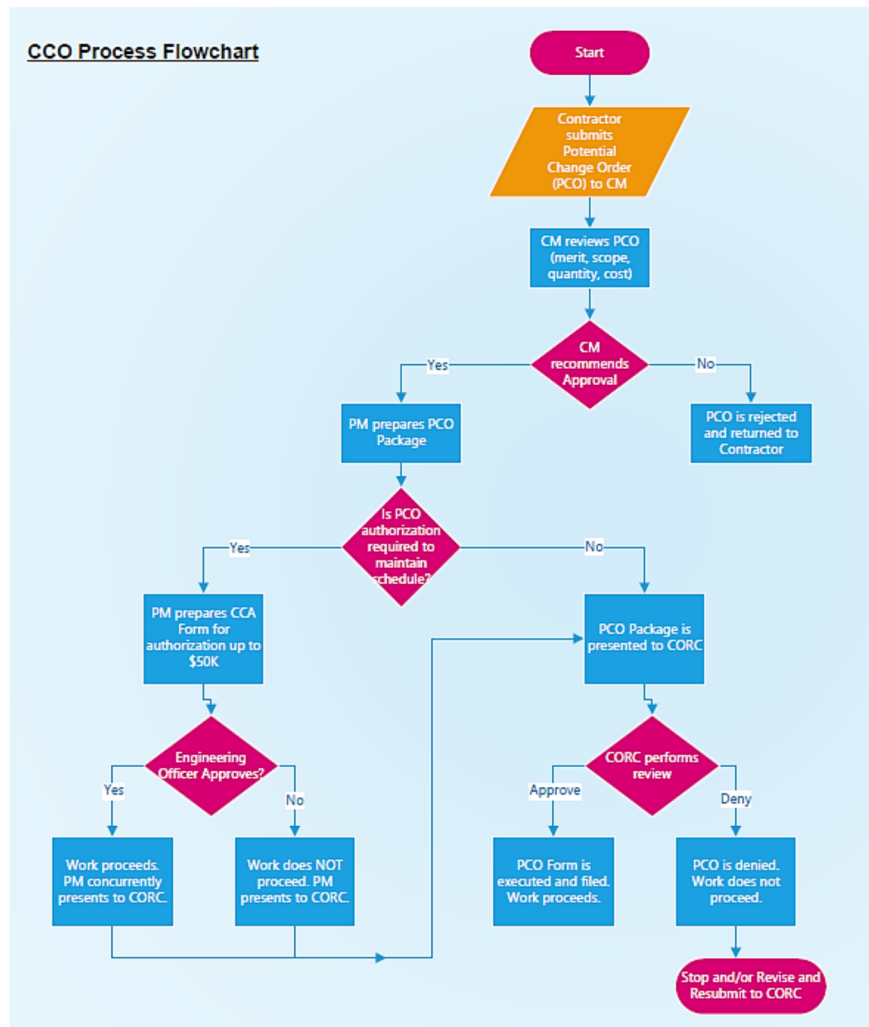 CCO Process Flowchart
Start
Contractor
submits
Potential
Change Order
(PCO) to CM
CM reviews PCO
(merit, scope,
quantity, cost)
CM
recommends
Approval
Yes
No
PM prepares PCO
Package
PCO is rejected
and returned to
Contractor
Is PCO
authorization
required to
maintain
schedule?
Yes
No
PM prepares CCA
Form for
authorization up to
$50K
PCO Package is
presented to CORC
Engineering
Officer Approves?
CORC performs
review
Yes
No
Approve
Deny
Work proceeds.
PM concurrently
presents to CORC.
Work does NOT
proceed. PM
presents to CORC.
PCO Form is
executed and filed.
Work proceeds.
PCO is denied.
Work does not
proceed.
Stop and/or Revise and
Resubmit to CORC